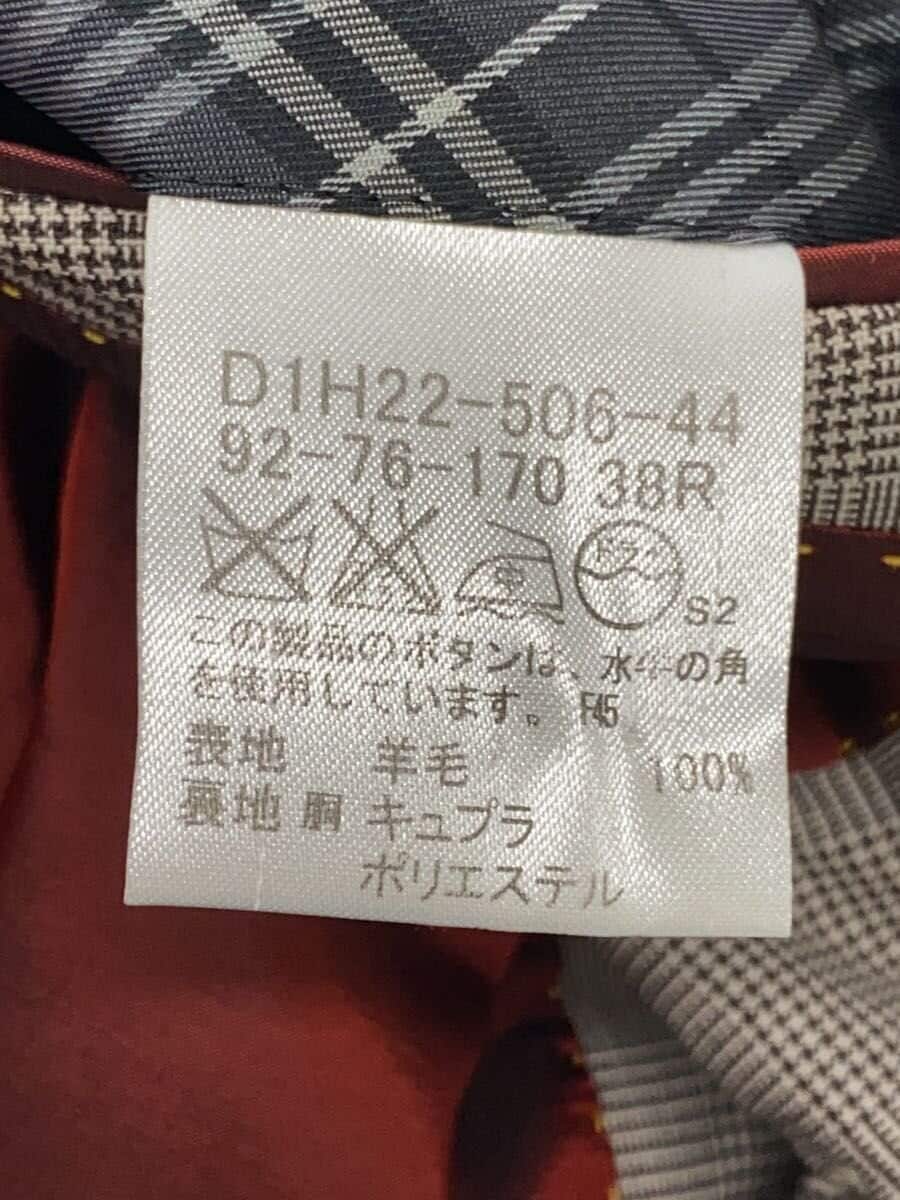 D1H22-506-44
92-76-170 38R
中
ドライ
S2
この製品のボタンは、水牛の角
を使用しています。 F45
表地 羊毛 100%
裏地 胴 キュプラ
ポリエステル